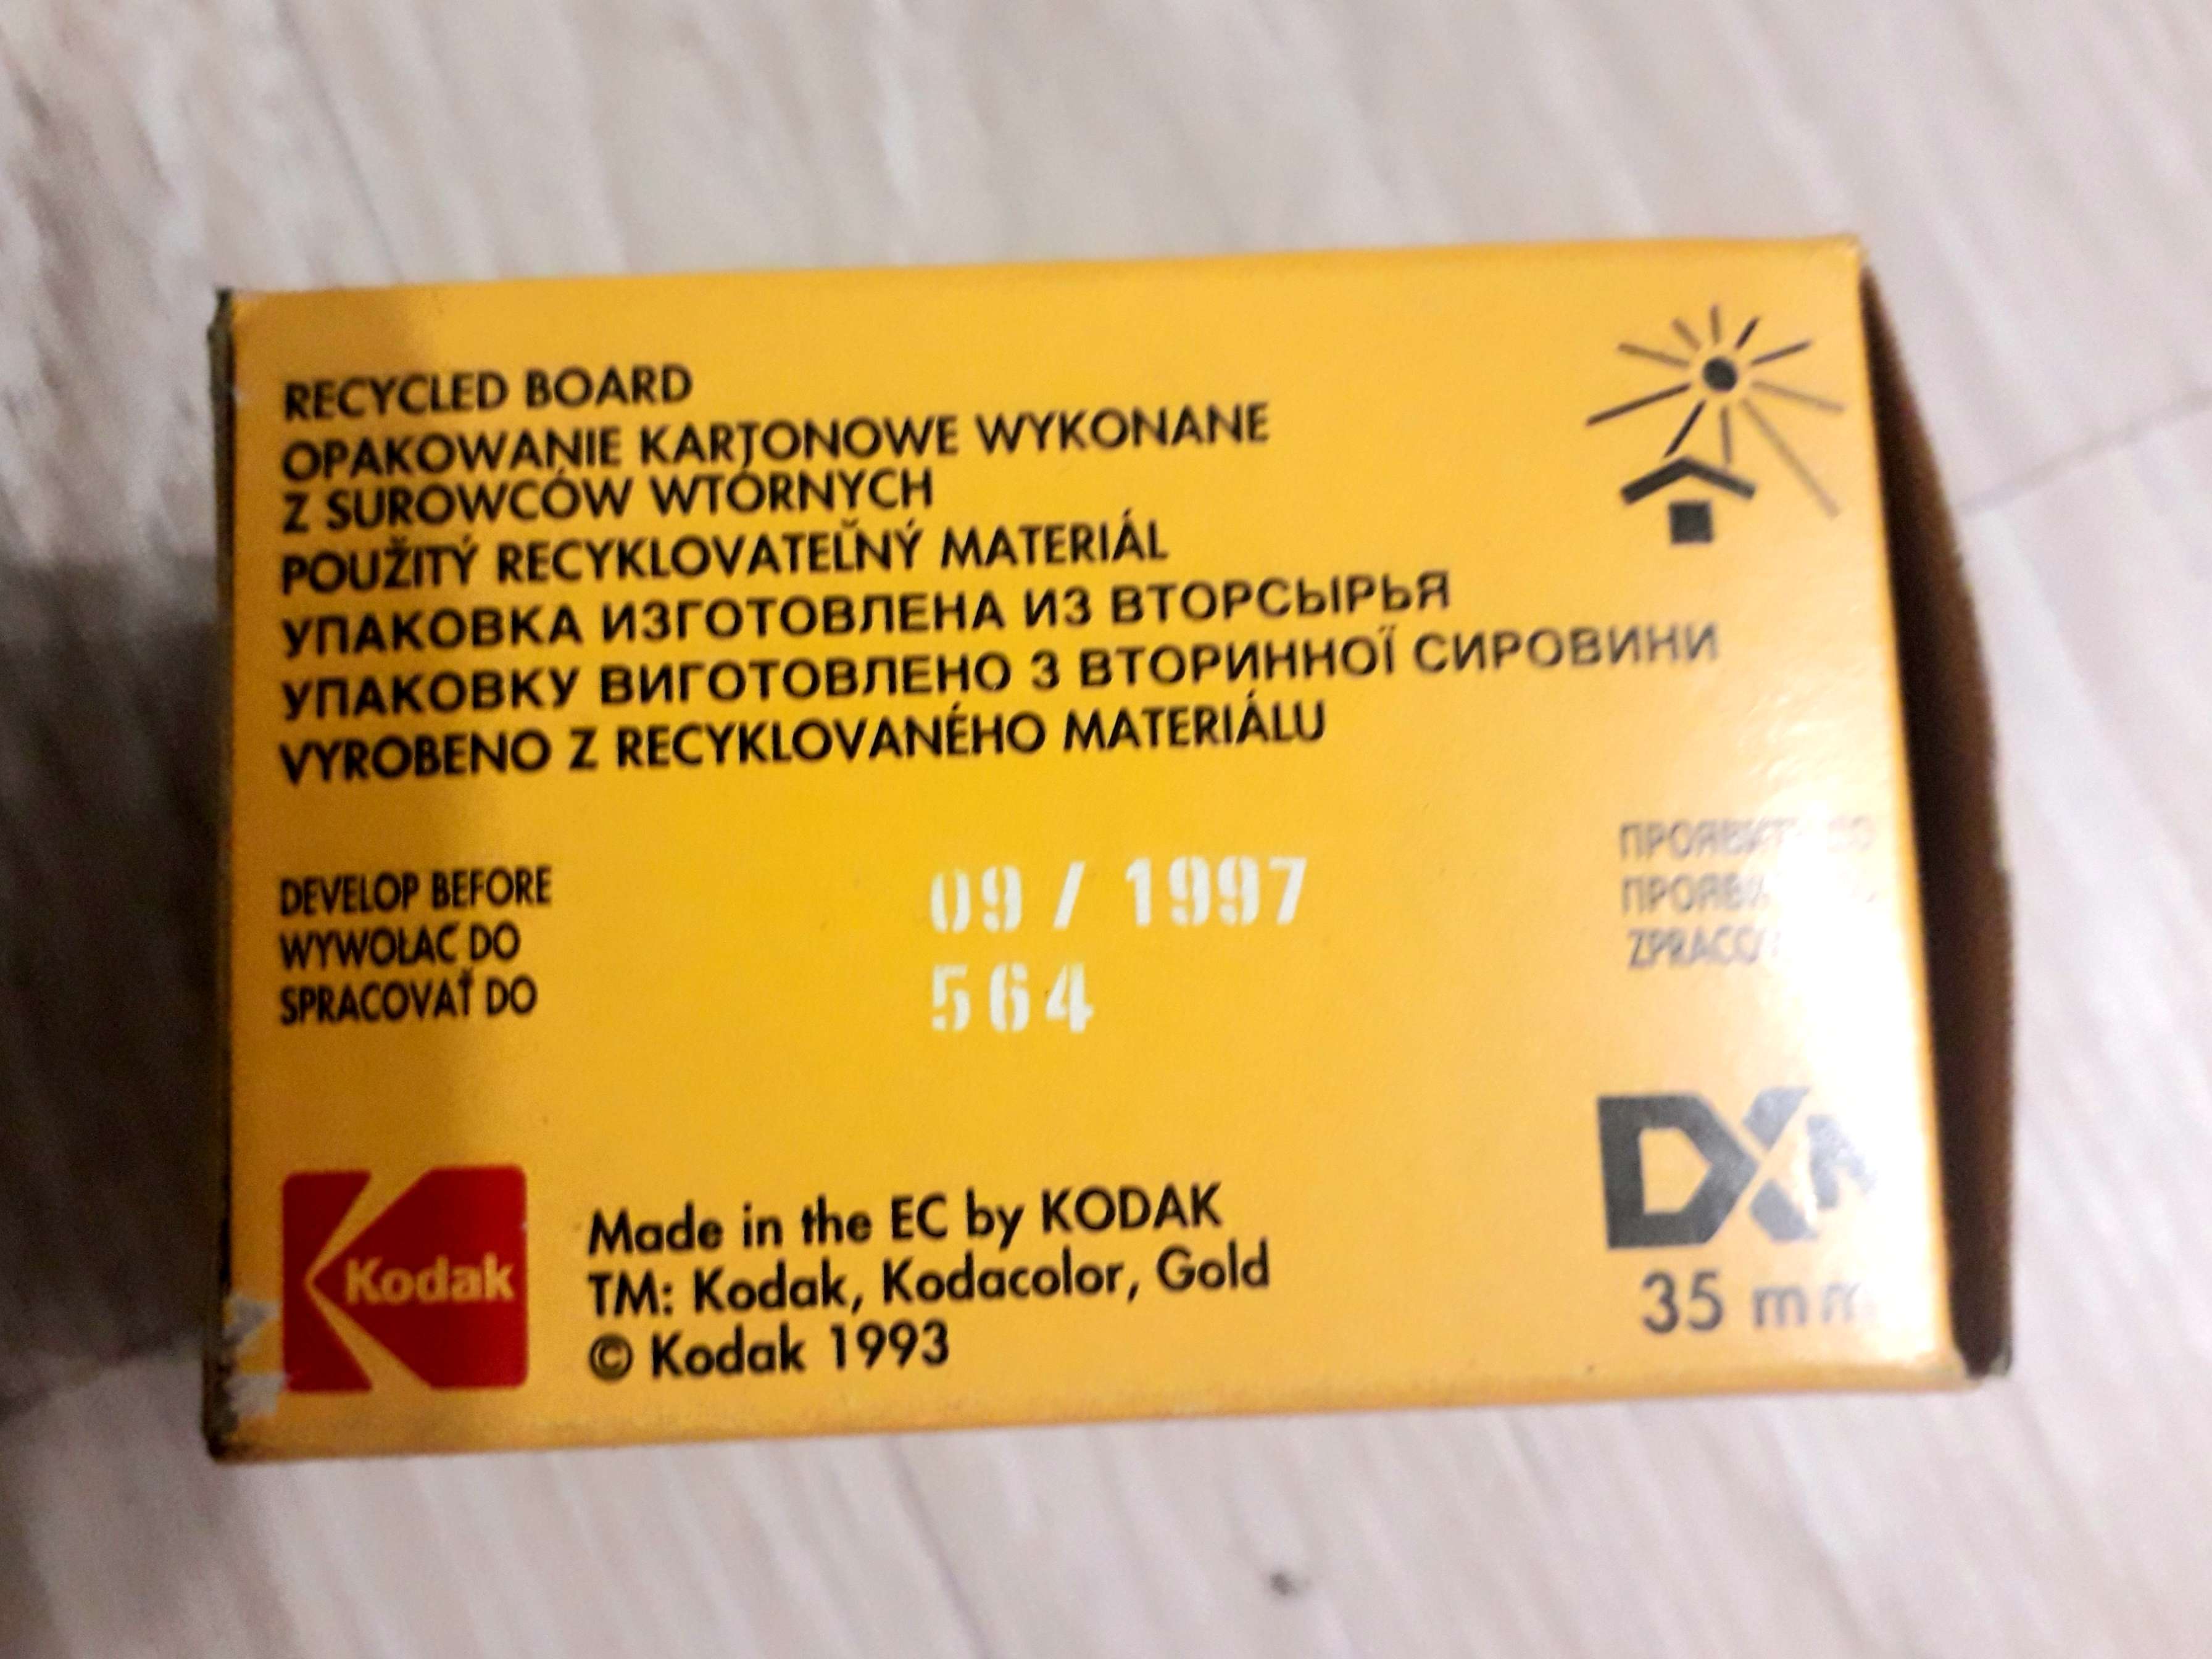 RECYCLED BOARD
OPAKOWANIE KARTONOWE WYKONANE
Z SUROWCÓW WTÓRNYCH
POUŽITÝ RECYKLOVATEĽNÝ MATERIÁL
УПАКОВКА ИЗГОТОВЛЕНА ИЗ ВТОРСЫРЬЯ
УПАКОВКУ ВИГОТОВЛЕНО З ВТОРИННОЇ СИРОВИНИ
VYROBENO Z RECYKLOVANÉHO MATERIÁLU
DEVELOP BEFORE
WYWOŁAĆ DO
SPRACOVAŤ DO
09 / 1997
564
Kodak
Made in the EC by KODAK
TM: Kodak, Kodacolor, Gold
© Kodak 1993
DX
35 mm